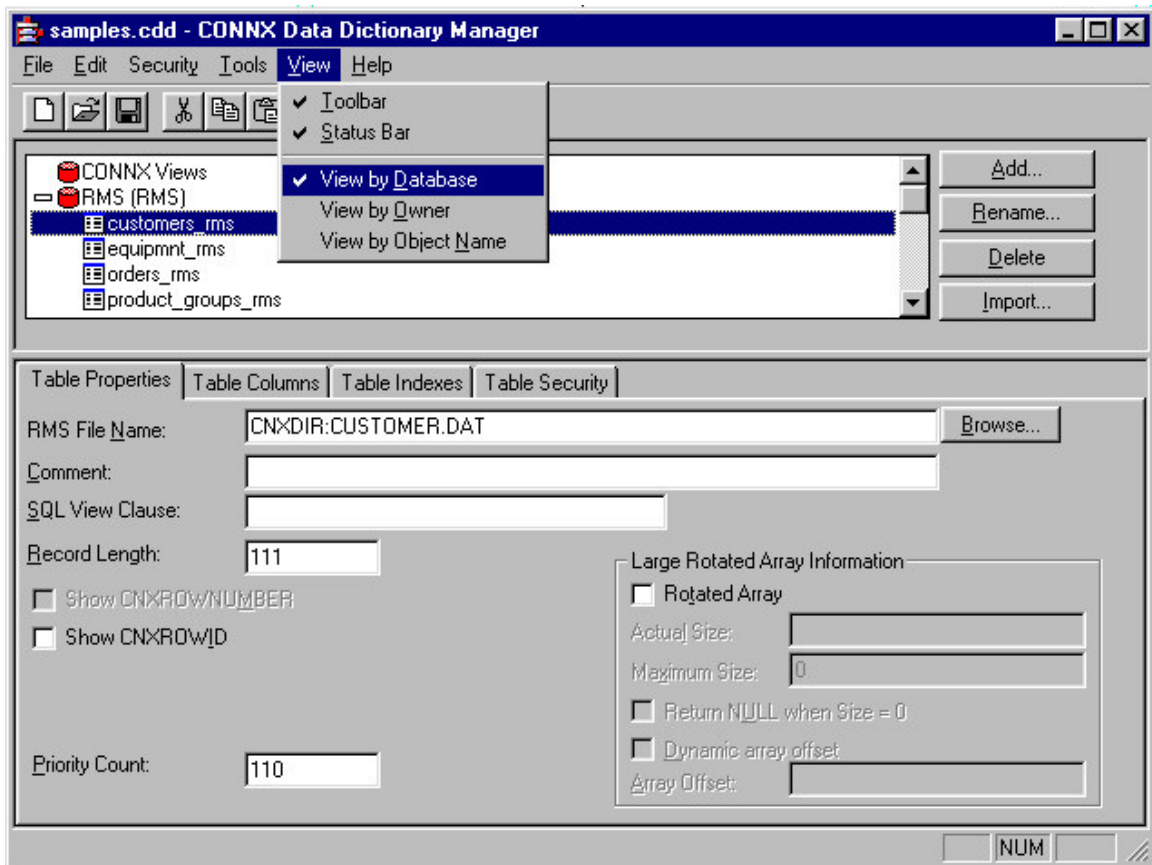 samples.cdd - CONNX Data Dictionary Manager
File Edit Security Tools View Help
Toolbar
Status Bar
View by Database
View by Owner
View by Object Name
CONNX Views
RMS (RMS)
customers_rms
equipmnt_rms
orders_rms
product_groups_rms
Add...
Rename...
Delete
Import...
Table Properties Table Columns Table Indexes Table Security
RMS File Name: CNXDIR:CUSTOMER.DAT Browse...
Comment:
SQL View Clause:
Record Length: 111
Show CNXROWNUMBER
Show CNXROWID
Priority Count: 110
Large Rotated Array Information
Rotated Array
Actual Size:
Maximum Size: 0
Return NULL when Size = 0
Dynamic array offset
Array Offset:
NUM